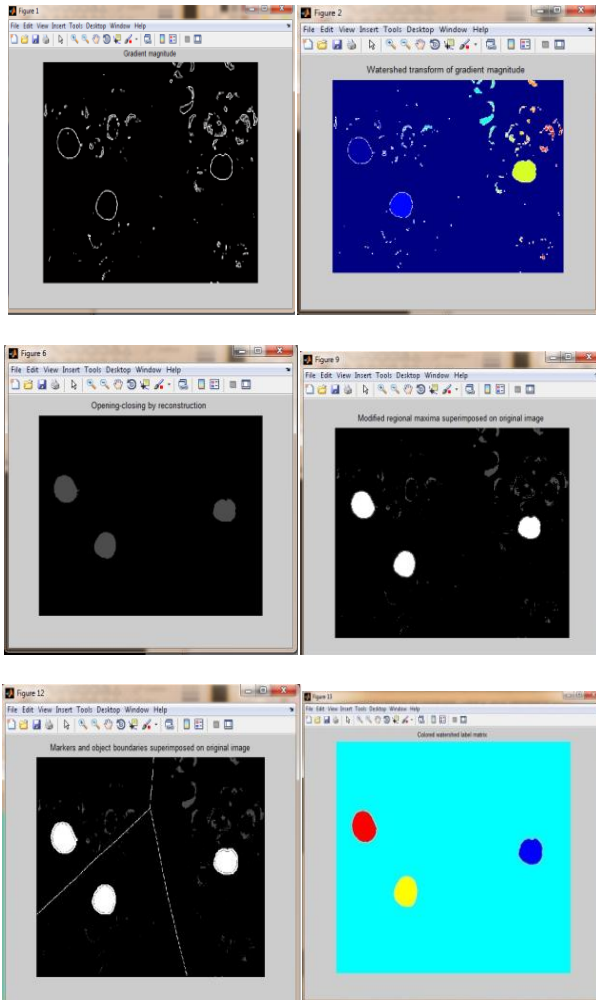 Figure 1
File Edit View Insert Tools Desktop Window Help
Gradient magnitude
Figure 2
File Edit View Insert Tools Desktop Window Help
Watershed transform of gradient magnitude
Figure 6
File Edit View Insert Tools Desktop Window Help
Opening-closing by reconstruction
Figure 9
File Edit View Insert Tools Desktop Window Help
Modified regional maxima superimposed on original image
Figure 12
File Edit View Insert Tools Desktop Window Help
Markers and object boundaries superimposed on original image
File Edit View Insert Tools Desktop Window Help
Colored watershed label matrix